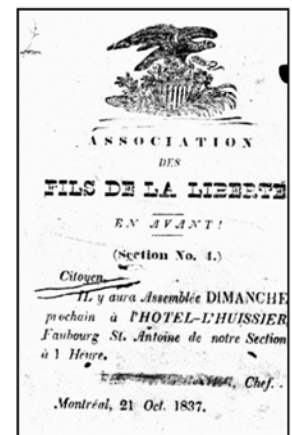 ASSOCIATION
DES
FILS DE LA LIBERTÉ
EN AVANT!
(Section No. 4.)
Citoyen,
IL y aura Assemblée DIMANCHE
prochain à l'HOTEL-L'HUISSIER
Faubourg St. Antoine de notre Section
à 1 Heure.
Chef.
Montréal, 21 Oct. 1837.